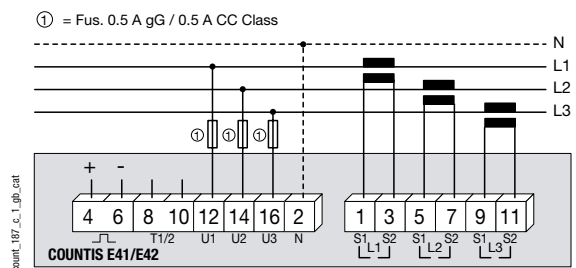 ① = Fus. 0.5 A gG / 0.5 A CC Class
N
L1
L2
L3
① ① ①
+ -
4 6 8 10 12 14 16 2 1 3 5 7 9 11
T1/2 U1 U2 U3 N S1 S2 S1 S2 S1 S2
L1 L2 L3
COUNTIS E41/E42
count_187_c_1_gb_cat